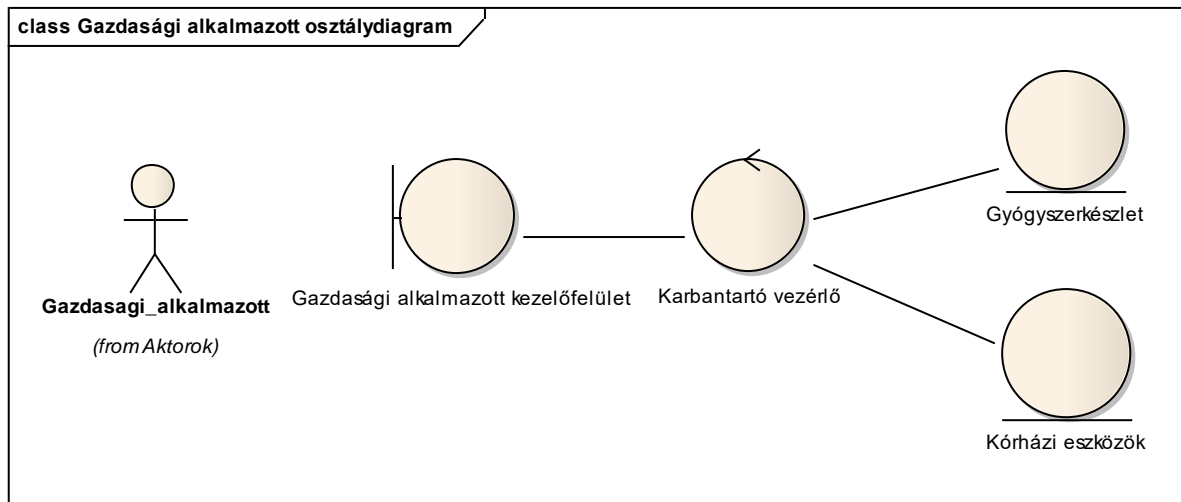 class Gazdasági alkalmazott osztálydiagram
Gazdasagi_alkalmazott
(from Aktorok)
Gazdasági alkalmazott kezelőfelület
Karbantartó vezérlő
Gyógyszerkészlet
Kórházi eszközök